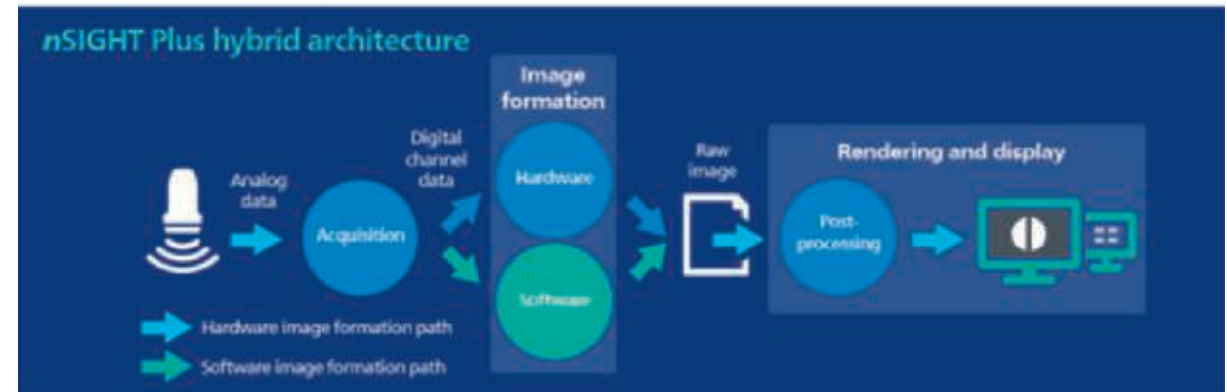 nSIGHT Plus hybrid architecture
Image
formation
Digital
channel
data
Hardware
Raw
image
Rendering and display
Analog
data
Acquisition
Post-
processing
Software
Hardware image formation path
Software image formation path